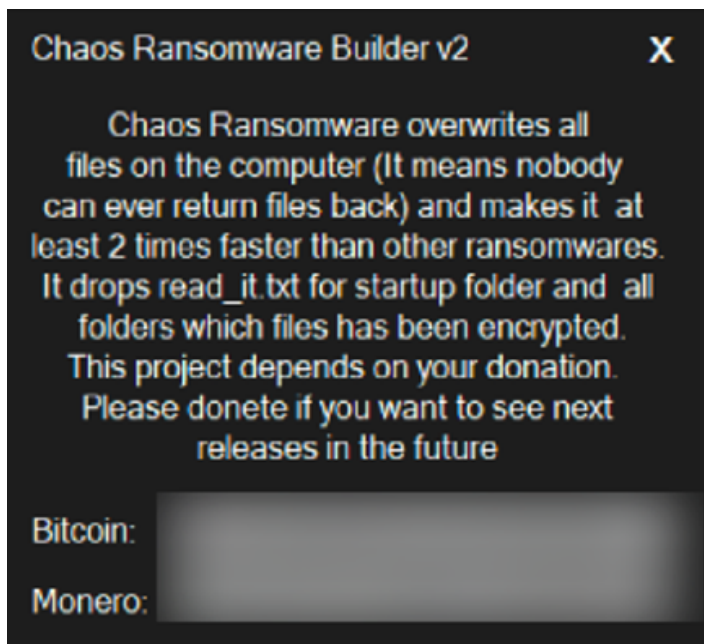 Chaos Ransomware Builder v2 X
Chaos Ransomware overwrites all
files on the computer (It means nobody
can ever return files back) and makes it at
least 2 times faster than other ransomwares.
It drops read_it.txt for startup folder and all
folders which files has been encrypted.
This project depends on your donation.
Please donete if you want to see next
releases in the future
Bitcoin:
Monero: